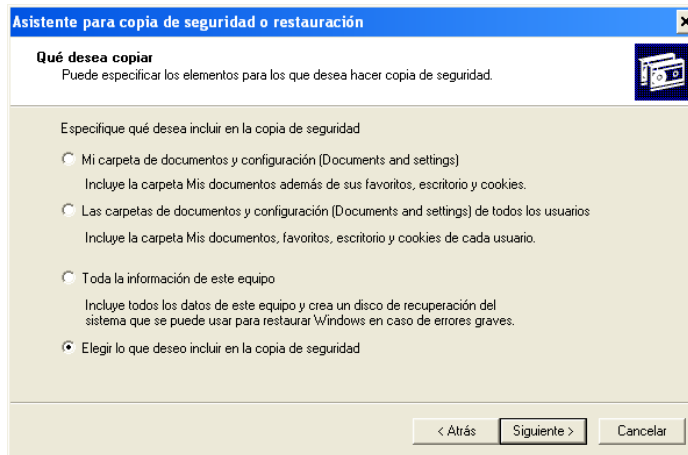 Asistente para copia de seguridad o restauración
Qué desea copiar
Puede especificar los elementos para los que desea hacer copia de seguridad.
Especifique qué desea incluir en la copia de seguridad
Mi carpeta de documentos y configuración (Documents and settings)
Incluye la carpeta Mis documentos además de sus favoritos, escritorio y cookies.
Las carpetas de documentos y configuración (Documents and settings) de todos los usuarios
Incluye la carpeta Mis documentos, favoritos, escritorio y cookies de cada usuario.
Toda la información de este equipo
Incluye todos los datos de este equipo y crea un disco de recuperación del
sistema que se puede usar para restaurar Windows en caso de errores graves.
Elegir lo que deseo incluir en la copia de seguridad
< Atrás
Siguiente >
Cancelar